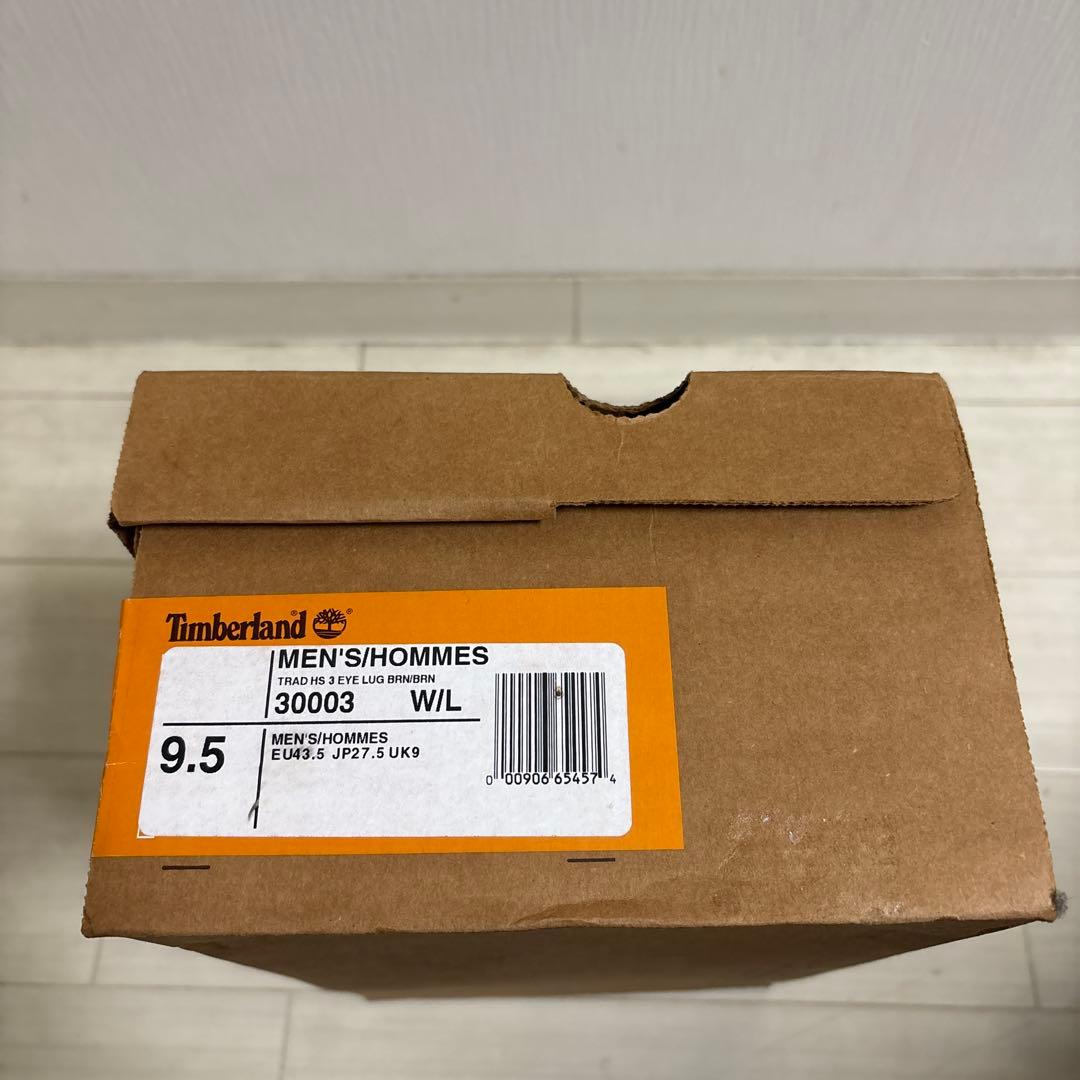 Timberland®
MEN'S/HOMMES
TRAD HS 3 EYE LUG BRN/BRN
30003 W/L
9.5
MEN'S/HOMMES
EU43.5 JP27.5 UK9
0 00906 65457 4